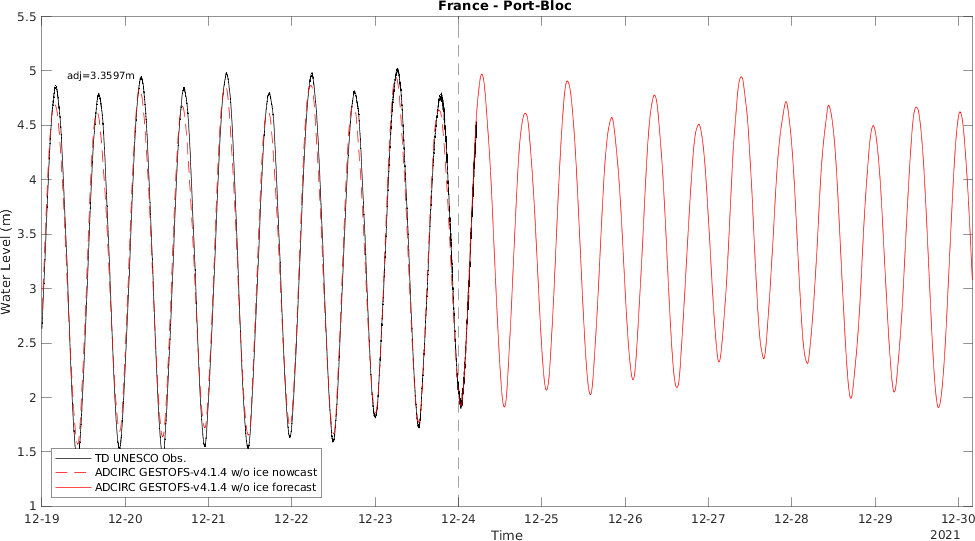 France - Port-Bloc
5.5
5
4.5
4
3.5
3
2.5
2
1.5
1
Water Level (m)
adj=3.3597m
TD UNESCO Obs.
ADCIRC GESTOFS-v4.1.4 w/o ice nowcast
ADCIRC GESTOFS-v4.1.4 w/o ice forecast
12-19 12-20 12-21 12-22 12-23 12-24 12-25 12-26 12-27 12-28 12-29 12-30
Time
2021